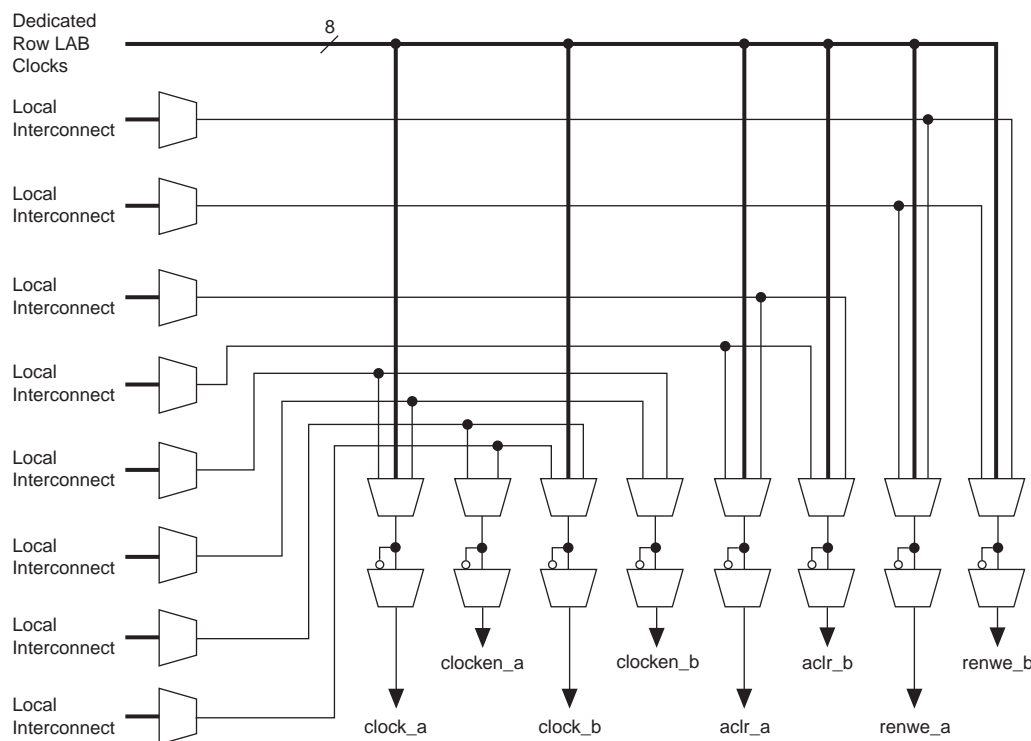 Dedicated
Row LAB
Clocks
8
Local
Interconnect
Local
Interconnect
Local
Interconnect
Local
Interconnect
Local
Interconnect
Local
Interconnect
Local
Interconnect
Local
Interconnect
clocken_a
clocken_b
aclr_b
renwe_b
clock_a
clock_b
aclr_a
renwe_a